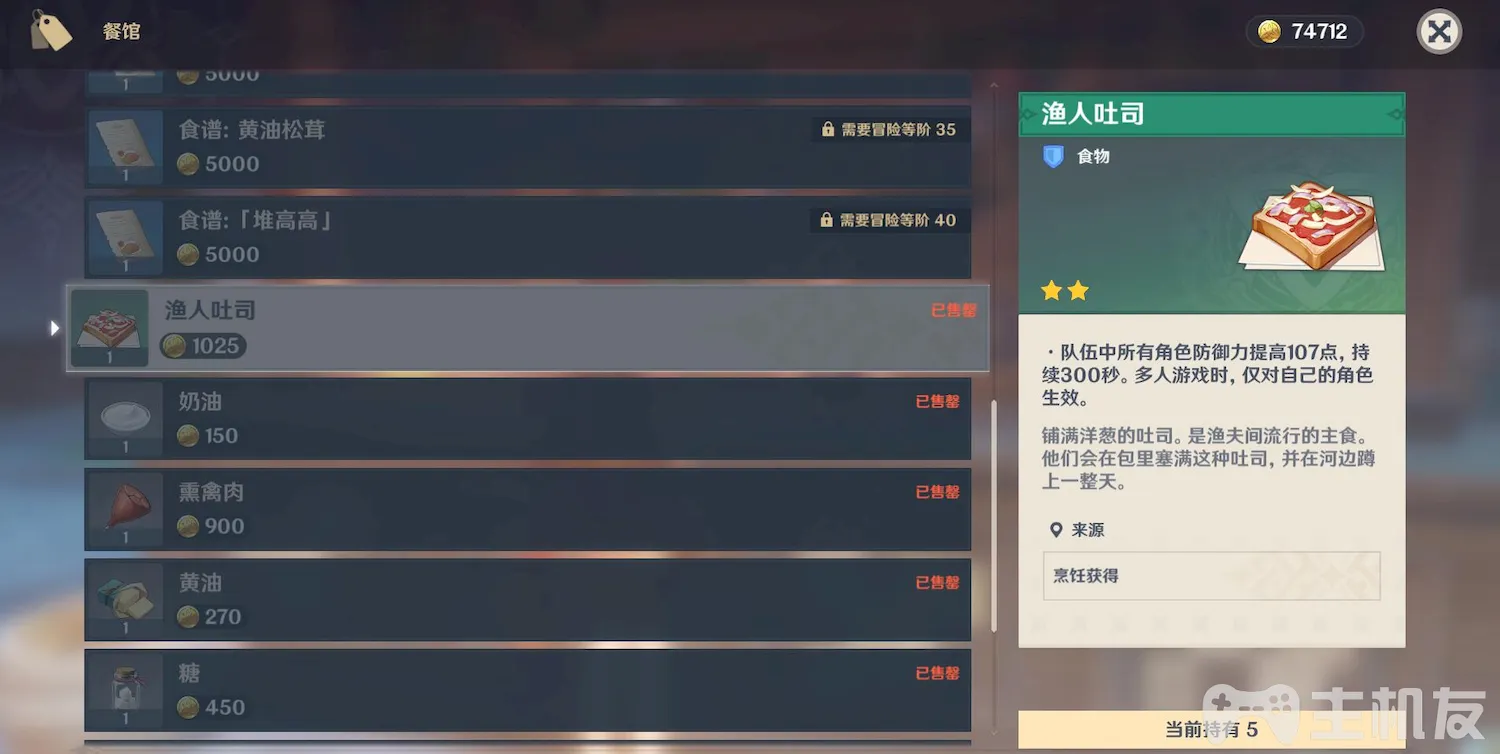 餐馆
74712
1
5000
食谱: 黄油松茸
需要冒险等阶 35
5000
1
食谱:「堆高高」
需要冒险等阶 40
5000
1
渔人吐司
已售罄
1025
1
奶油
已售罄
150
1
熏禽肉
已售罄
900
1
黄油
已售罄
270
1
糖
已售罄
450
1
渔人吐司
食物
·队伍中所有角色防御力提高107点, 持
续300秒。多人游戏时, 仅对自己的角色
生效。
铺满洋葱的吐司。是渔夫间流行的主食。
他们会在包里塞满这种吐司, 并在河边蹲
上一整天。
来源
烹饪获得
当前持有 5
主机友